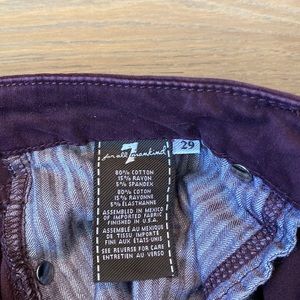 7
for all mankind
29
80% COTTON
15% RAYON
5% SPANDEX
80% COTON
15% RAYONNE
5% ELASTHANNE
ASSEMBLED IN MEXICO
OF IMPORTED FABRIC
FINISHED IN U.S.A.
ASSEMBLE AU MEXIQUE
DE TISSU IMPORTE
FINI AUX ETATS-UNIS
SEE REVERSE FOR CARE
ENTRETIEN AU VERSO